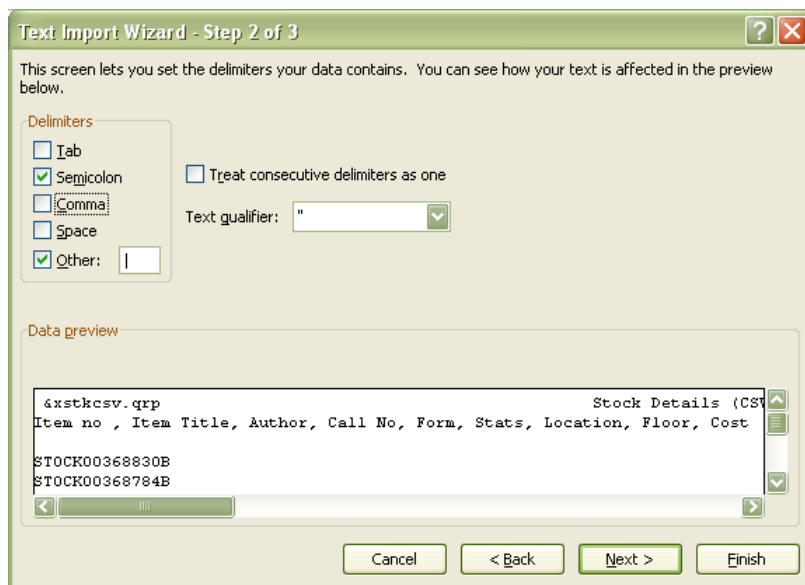 Text Import Wizard - Step 2 of 3
This screen lets you set the delimiters your data contains. You can see how your text is affected in the preview
below.
Delimiters
Tab
Semicolon
Comma
Space
Other: |
Treat consecutive delimiters as one
Text qualifier: "
Data preview
&xstkcsv.qrp Stock Details (CSV
Item no , Item Title, Author, Call No, Form, Stats, Location, Floor, Cost
STOCK00368830B
STOCK00368784B
Cancel < Back Next > Finish